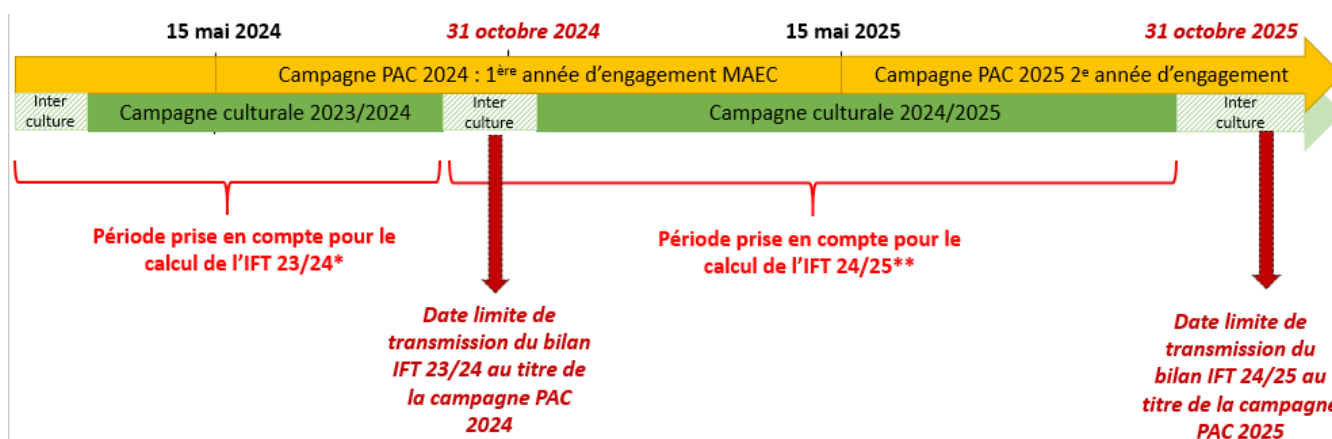 15 mai 2024
31 octobre 2024
15 mai 2025
31 octobre 2025
Campagne PAC 2024 : 1ère année d’engagement MAEC
Campagne PAC 2025 2e année d’engagement
Inter
culture
Campagne culturale 2023/2024
Inter
culture
Campagne culturale 2024/2025
Inter
culture
Période prise en compte pour le
calcul de l’IFT 23/24*
Période prise en compte pour le
calcul de l’IFT 24/25**
Date limite de
transmission du bilan
IFT 23/24 au titre de
la campagne PAC
2024
Date limite de
transmission du
bilan IFT 24/25 au
titre de la campagne
PAC 2025